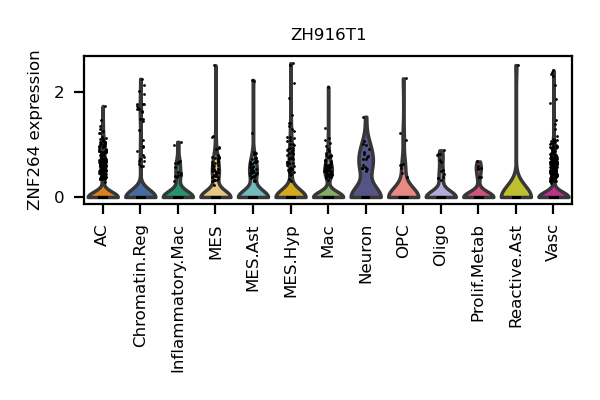 ZH916T1
ZNF264 expression
2
0
AC
Chromatin.Reg
Inflammatory.Mac
MES
MES.Ast
MES.Hyp
Mac
Neuron
OPC
Oligo
Prolif.Metab
Reactive.Ast
Vasc